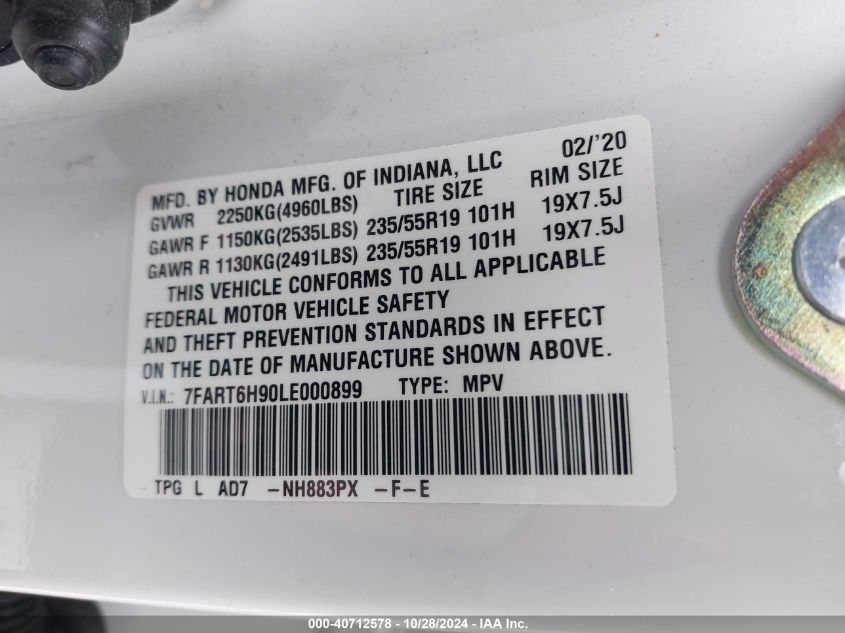 MFD. BY HONDA MFG. OF INDIANA, LLC 02/'20
GVWR 2250KG(4960LBS) TIRE SIZE RIM SIZE
GAWR F 1150KG(2535LBS) 235/55R19 101H 19X7.5J
GAWR R 1130KG(2491LBS) 235/55R19 101H 19X7.5J
THIS VEHICLE CONFORMS TO ALL APPLICABLE
FEDERAL MOTOR VEHICLE SAFETY
AND THEFT PREVENTION STANDARDS IN EFFECT
ON THE DATE OF MANUFACTURE SHOWN ABOVE.
V.I.N.: 7FART6H90LE000899 TYPE: MPV
TPG L AD7 -NH883PX -F-E
000-40712578 - 10/28/2024 - IAA Inc.